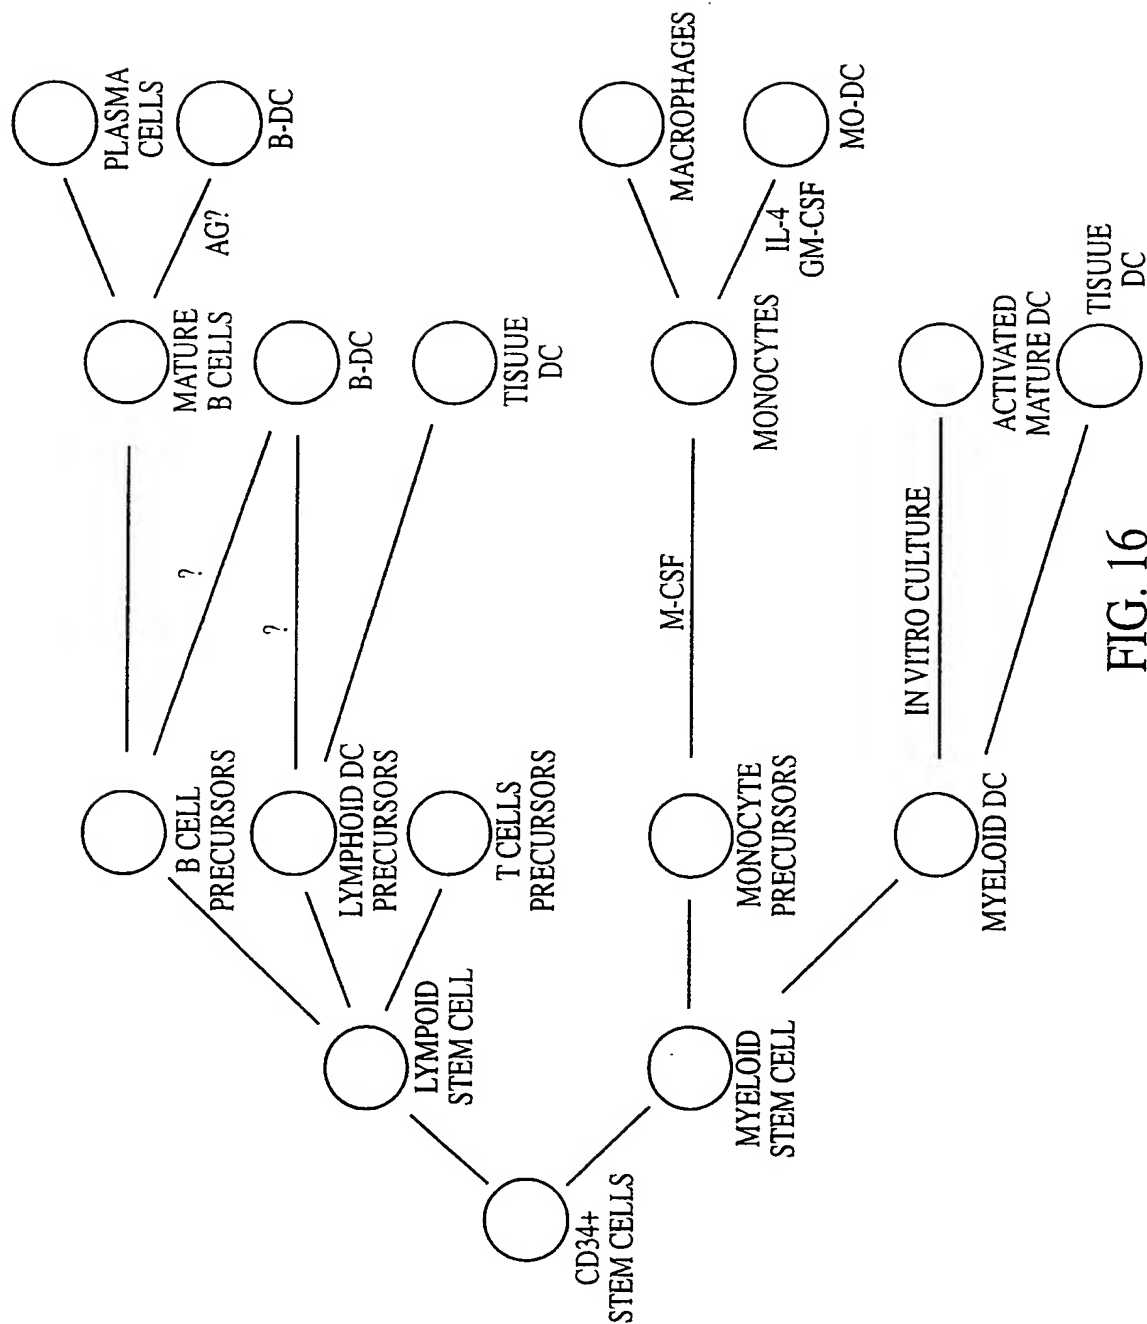 CD34+
STEM CELLS
LYMPOID
STEM CELL
MYELOID
STEM CELL
B CELL
PRECURSORS
LYMPHOID DC
PRECURSORS
T CELLS
PRECURSORS
MONOCYTE
PRECURSORS
MYELOID DC
?
?
M-CSF
IN VITRO CULTURE
MATURE
B CELLS
B-DC
TISUUE
DC
MONOCYTES
ACTIVATED
MATURE DC
TISUUE
DC
AG?
IL-4
GM-CSF
PLASMA
CELLS
B-DC
MACROPHAGES
MO-DC
FIG. 16